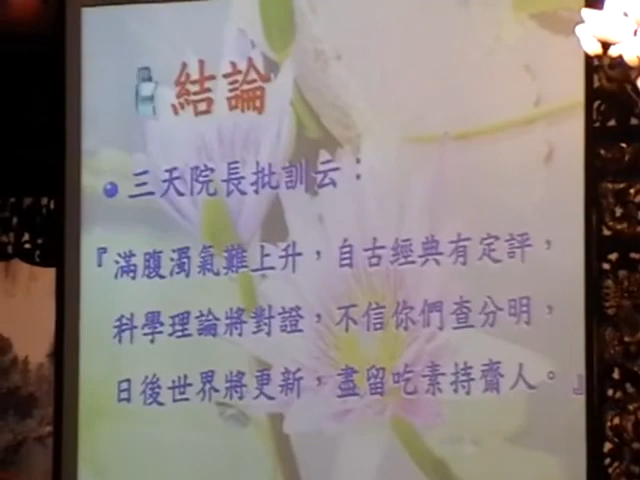 結論
三天院長批訓云：
『滿腹濁氣難上升，自古經典有定評，
科學理論將對證，不信你們查分明，
日後世界將更新，盡留吃素持齋人。』